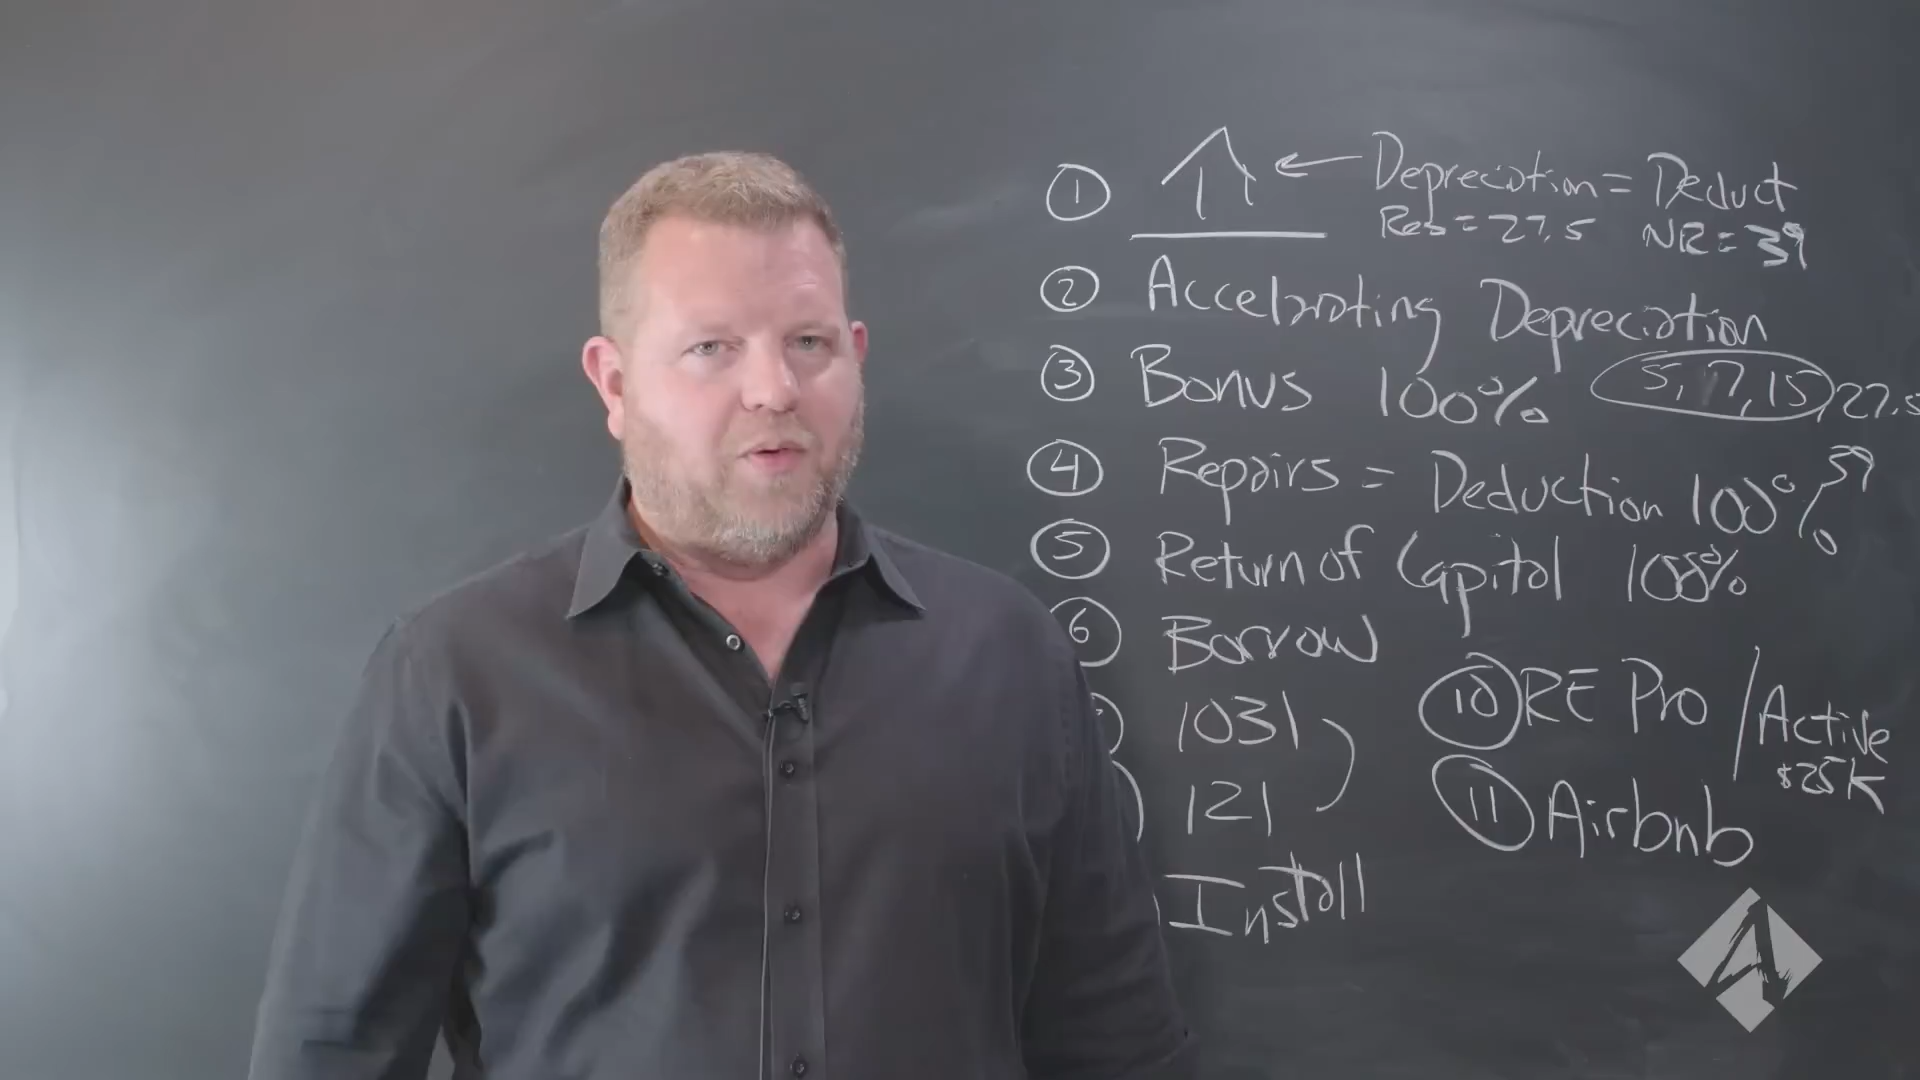 1 ← Depreciation = Deduct
Res = 27.5 NR = 39
2 Accelerating Depreciation
3 Bonus 100% 5, 7, 15, 27.5
39
4 Repairs = Deduction 100%
5 Return of Capitol 100%
6 Borrow
1031
121
Install
10 RE Pro / Active
$25K
11 Airbnb
A